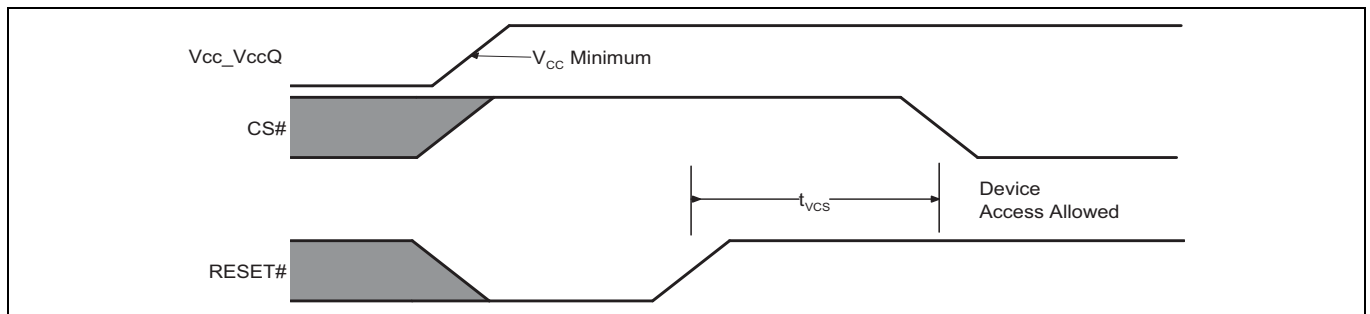 Vcc_VccQ
VCC Minimum
CS#
tVCS
Device
Access Allowed
RESET#